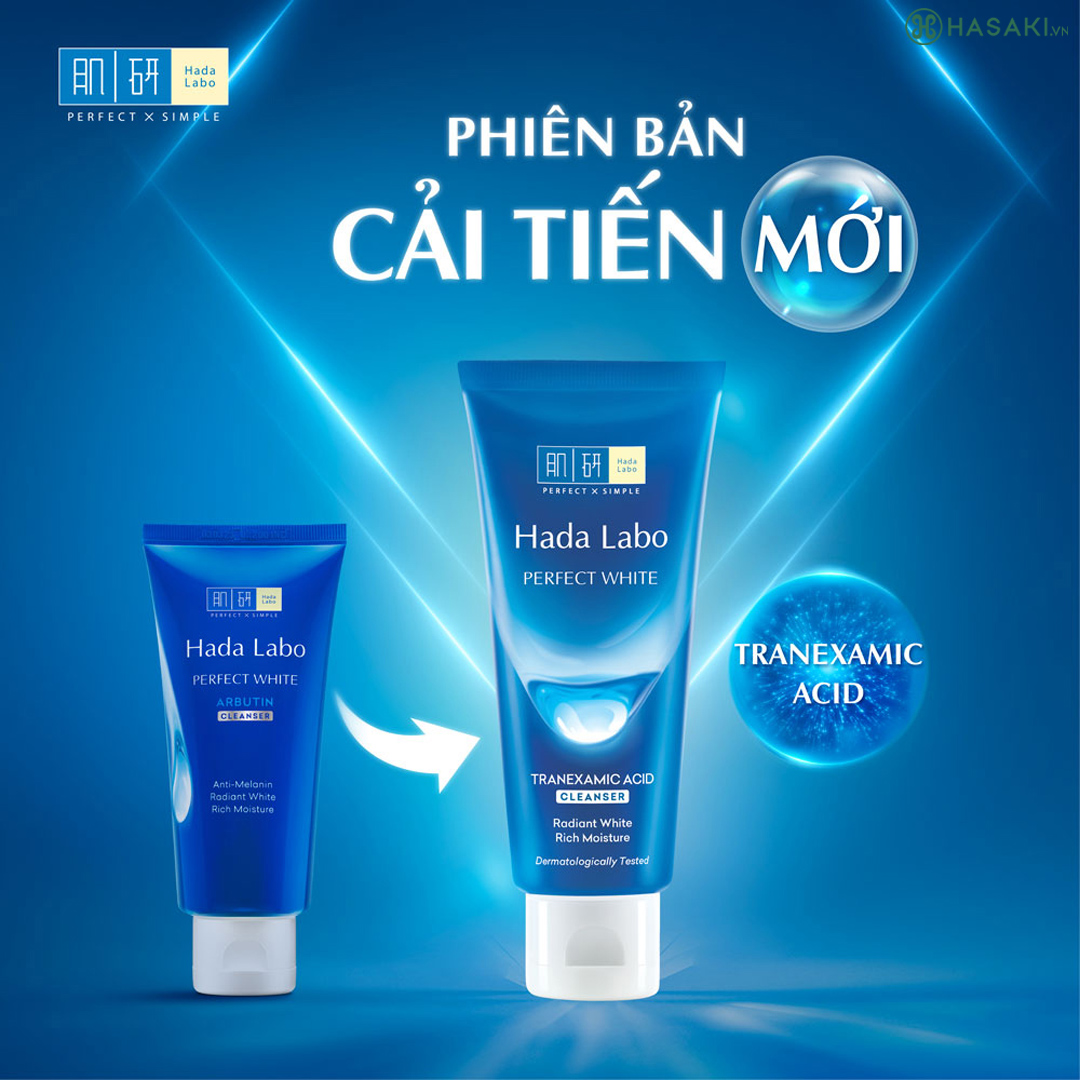 HASAKI.VN
肌研
Hada
Labo
PERFECT X SIMPLE
PHIÊN BẢN
CẢI TIẾN MỚI
肌研
Hada
Labo
PERFECT X SIMPLE
Hada Labo
PERFECT WHITE
ARBUTIN
CLEANSER
Anti-Melanin
Radiant White
Rich Moisture
肌研
Hada
Labo
PERFECT X SIMPLE
Hada Labo
PERFECT WHITE
TRANEXAMIC ACID
CLEANSER
Radiant White
Rich Moisture
Dermatologically Tested
TRANEXAMIC
ACID